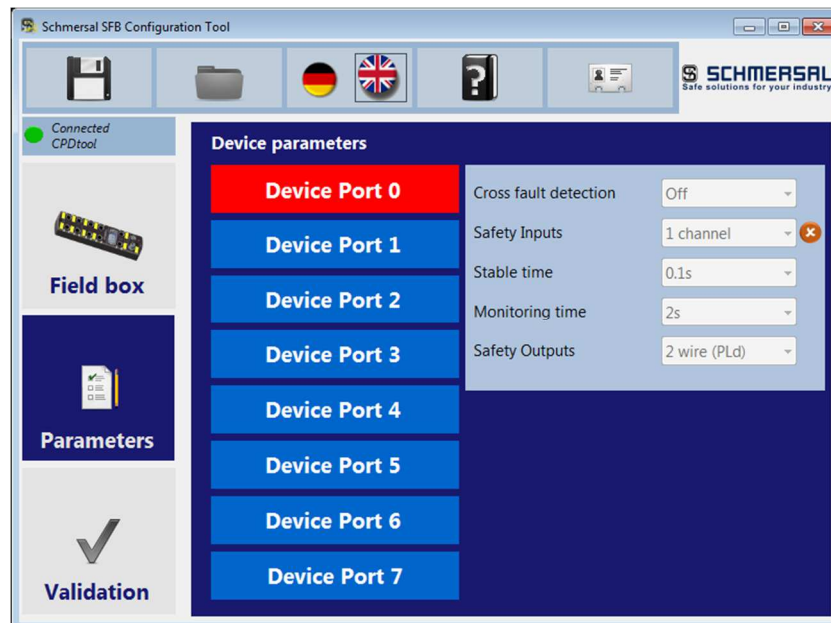 Schmersal SFB Configuration Tool
SCHMERSAL
Safe solutions for your industry
Connected
CPDtool
Field box
Parameters
Validation
Device parameters
Device Port 0
Device Port 1
Device Port 2
Device Port 3
Device Port 4
Device Port 5
Device Port 6
Device Port 7
Cross fault detection Off
Safety Inputs 1 channel
Stable time 0.1s
Monitoring time 2s
Safety Outputs 2 wire (PLd)